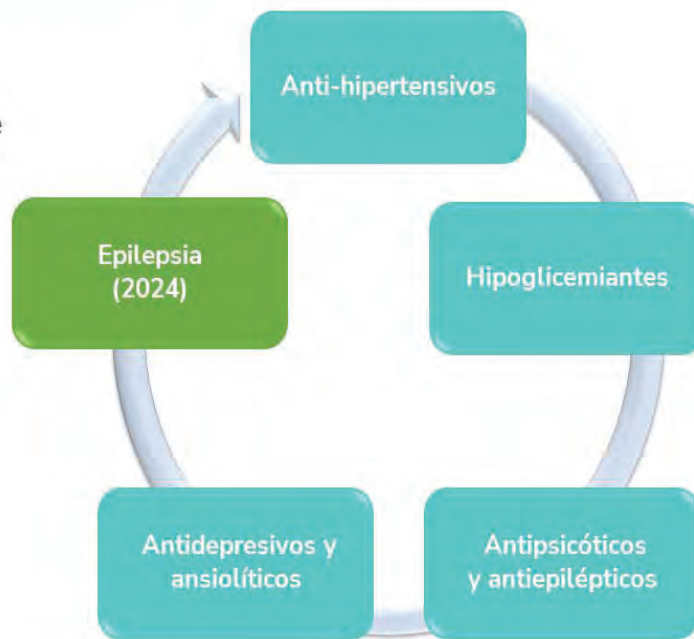 Anti-hipertensivos
Hipoglicemiantes
Antipsicóticos
y antiepilépticos
Antidepresivos y
ansiolíticos
Epilepsia
(2024)